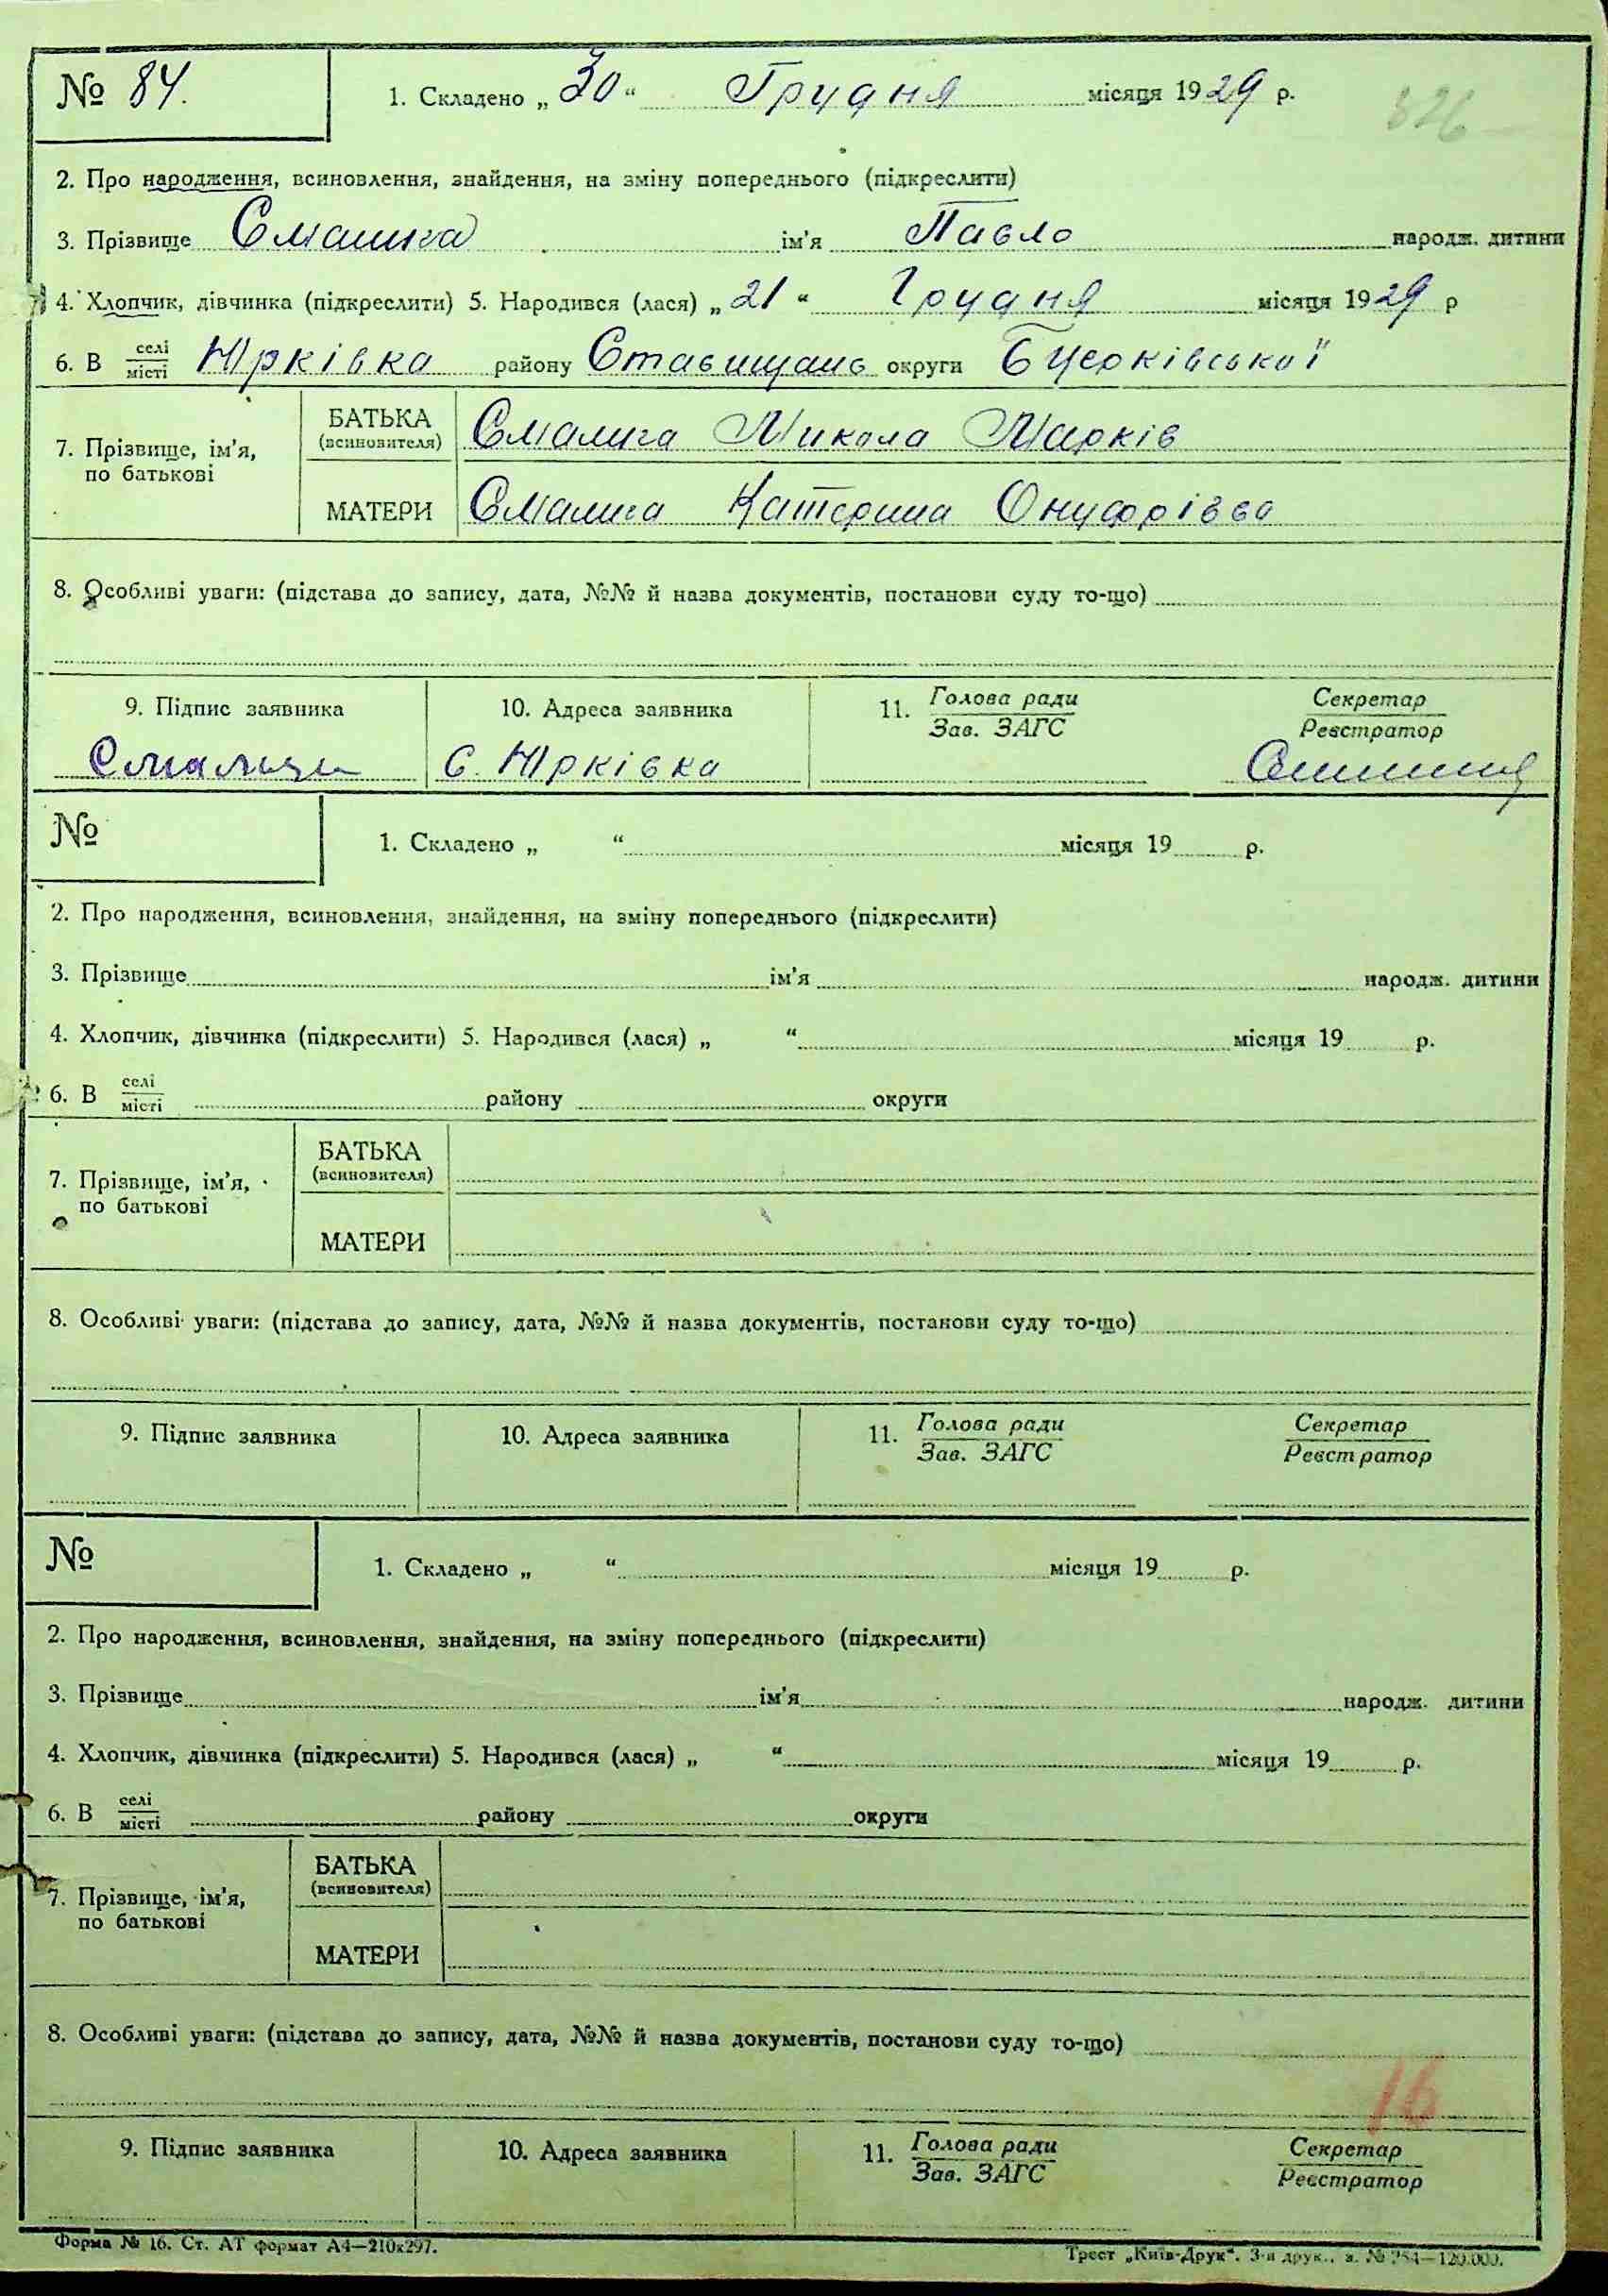 № 84. 1. Складено „ 30 “ Грудня місяця 1929 р.
326
2. Про народження, всиновлення, знайдення, на зміну попереднього (підкреслити)
3. Прізвище Смалига ім'я Павло народж. дитини
4. Хлопчик, дівчинка (підкреслити) 5. Народився (лася) „ 21 “ Грудня місяця 1929 р
6. В селі/місті Юрківка району Ставищань округи Бцерківської
7. Прізвище, ім'я, по батькові
БАТЬКА (всиновителя) Смалига Микола Марків
МАТЕРИ Смалига Катерина Онуфрієва
8. Особливі уваги: (підстава до запису, дата, №№ й назва документів, постанови суду то-що)
9. Підпис заявника 10. Адреса заявника 11. Голова ради/Зав. ЗАГС Секретар/Реєстратор
Смалиги С. Юрківка
№ 1. Складено „ “ місяця 19 р.
2. Про народження, всиновлення, знайдення, на зміну попереднього (підкреслити)
3. Прізвище ім'я народж. дитини
4. Хлопчик, дівчинка (підкреслити) 5. Народився (лася) „ “ місяця 19 р.
6. В селі/місті району округи
7. Прізвище, ім'я, по батькові
БАТЬКА (всиновителя)
МАТЕРИ
8. Особливі уваги: (підстава до запису, дата, №№ й назва документів, постанови суду то-що)
9. Підпис заявника 10. Адреса заявника 11. Голова ради/Зав. ЗАГС Секретар/Реєстратор
№ 1. Складено „ “ місяця 19 р.
2. Про народження, всиновлення, знайдення, на зміну попереднього (підкреслити)
3. Прізвище ім'я народж. дитини
4. Хлопчик, дівчинка (підкреслити) 5. Народився (лася) „ “ місяця 19 р.
6. В селі/місті району округи
7. Прізвище, ім'я, по батькові
БАТЬКА (всиновителя)
МАТЕРИ
8. Особливі уваги: (підстава до запису, дата, №№ й назва документів, постанови суду то-що)
16
9. Підпис заявника 10. Адреса заявника 11. Голова ради/Зав. ЗАГС Секретар/Реєстратор
Форма № 16. Ст. АТ формат А4—210х297.
Трест „Київ-Друк“. 3-я друк., з. № 254—120.000.